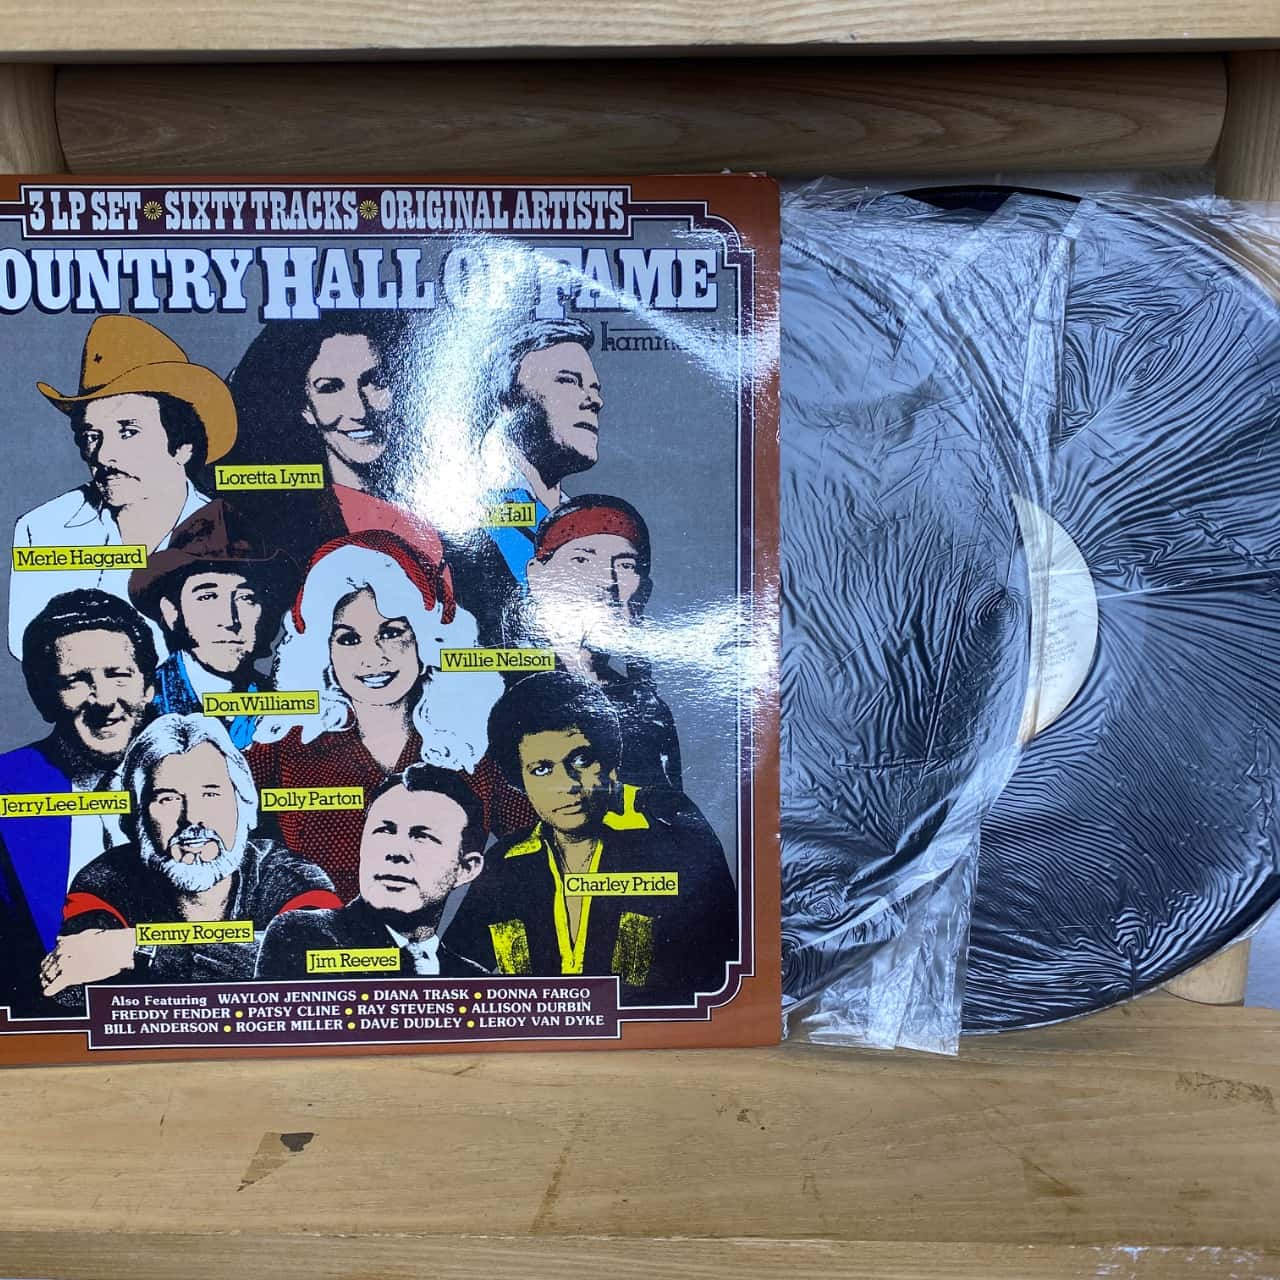 3 LP SET • SIXTY TRACKS • ORIGINAL ARTISTS
OUNTRY HALL OF FAME
Loretta Lynn
Hall
Merle Haggard
Willie Nelson
Don Williams
Jerry Lee Lewis
Dolly Parton
Charley Pride
Kenny Rogers
Jim Reeves
Also Featuring WAYLON JENNINGS • DIANA TRASK • DONNA FARGO
FREDDY FENDER • PATSY CLINE • RAY STEVENS • ALLISON DURBIN
BILL ANDERSON • ROGER MILLER • DAVE DUDLEY • LEROY VAN DYKE